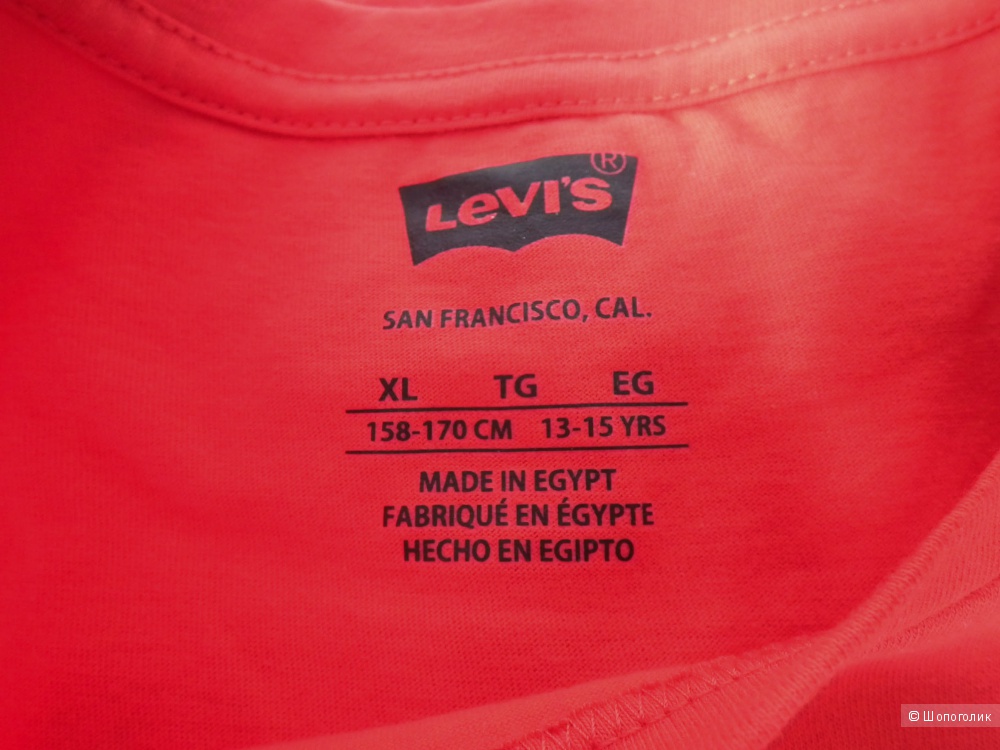 LEVI'S ®
SAN FRANCISCO, CAL.
XL TG EG
158-170 CM 13-15 YRS
MADE IN EGYPT
FABRIQUÉ EN ÉGYPTE
HECHO EN EGIPTO
© Шопоголик